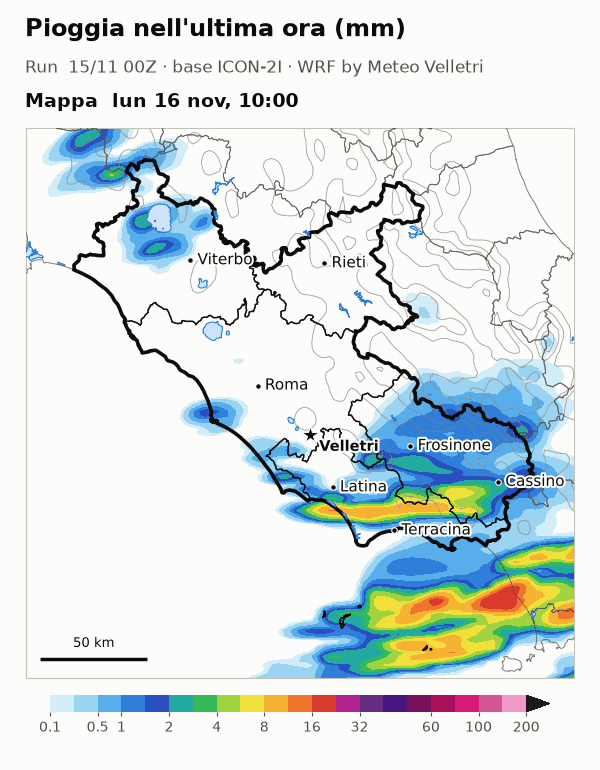 Pioggia nell'ultima ora (mm)
Run 15/11 00Z · base ICON-2I · WRF by Meteo Velletri
Mappa lun 16 nov, 10:00
Viterbo
Rieti
Roma
Velletri
Frosinone
Latina
Cassino
Terracina
50 km
0.1 0.5 1 2 4 8 16 32 60 100 200